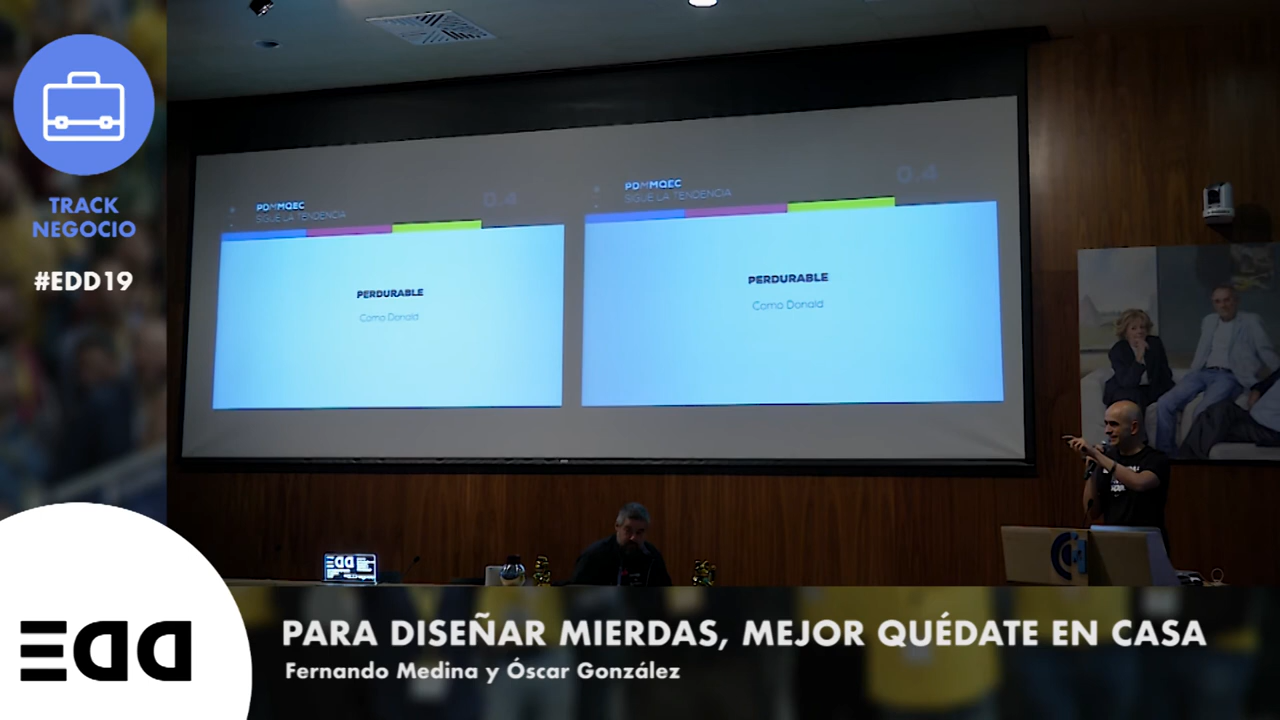 TRACK
NEGOCIO
#EDD19
PDMMQEC
SIGUE LA TENDENCIA
0.4
PERDURABLE
Como Donald
PDMMQEC
SIGUE LA TENDENCIA
0.4
PERDURABLE
Como Donald
EDD
EDD
PARA DISEÑAR MIERDAS, MEJOR QUÉDATE EN CASA
Fernando Medina y Óscar González